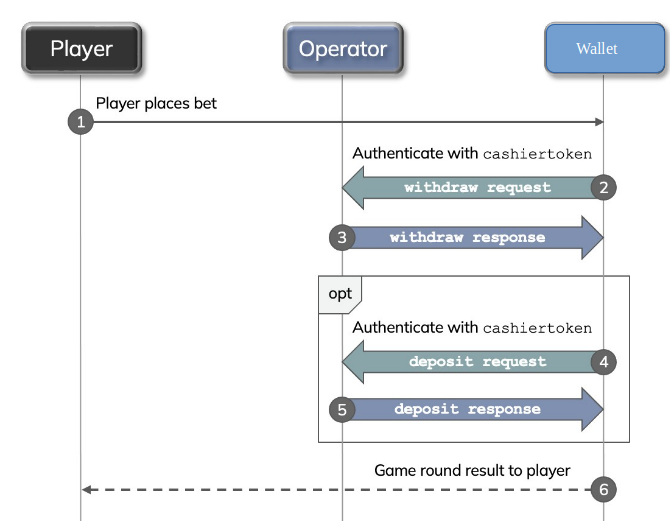 Player
Operator
Wallet
Player places bet
1
Authenticate with cashiertoken
withdraw request
2
3
withdraw response
opt
Authenticate with cashiertoken
deposit request
4
5
deposit response
Game round result to player
6